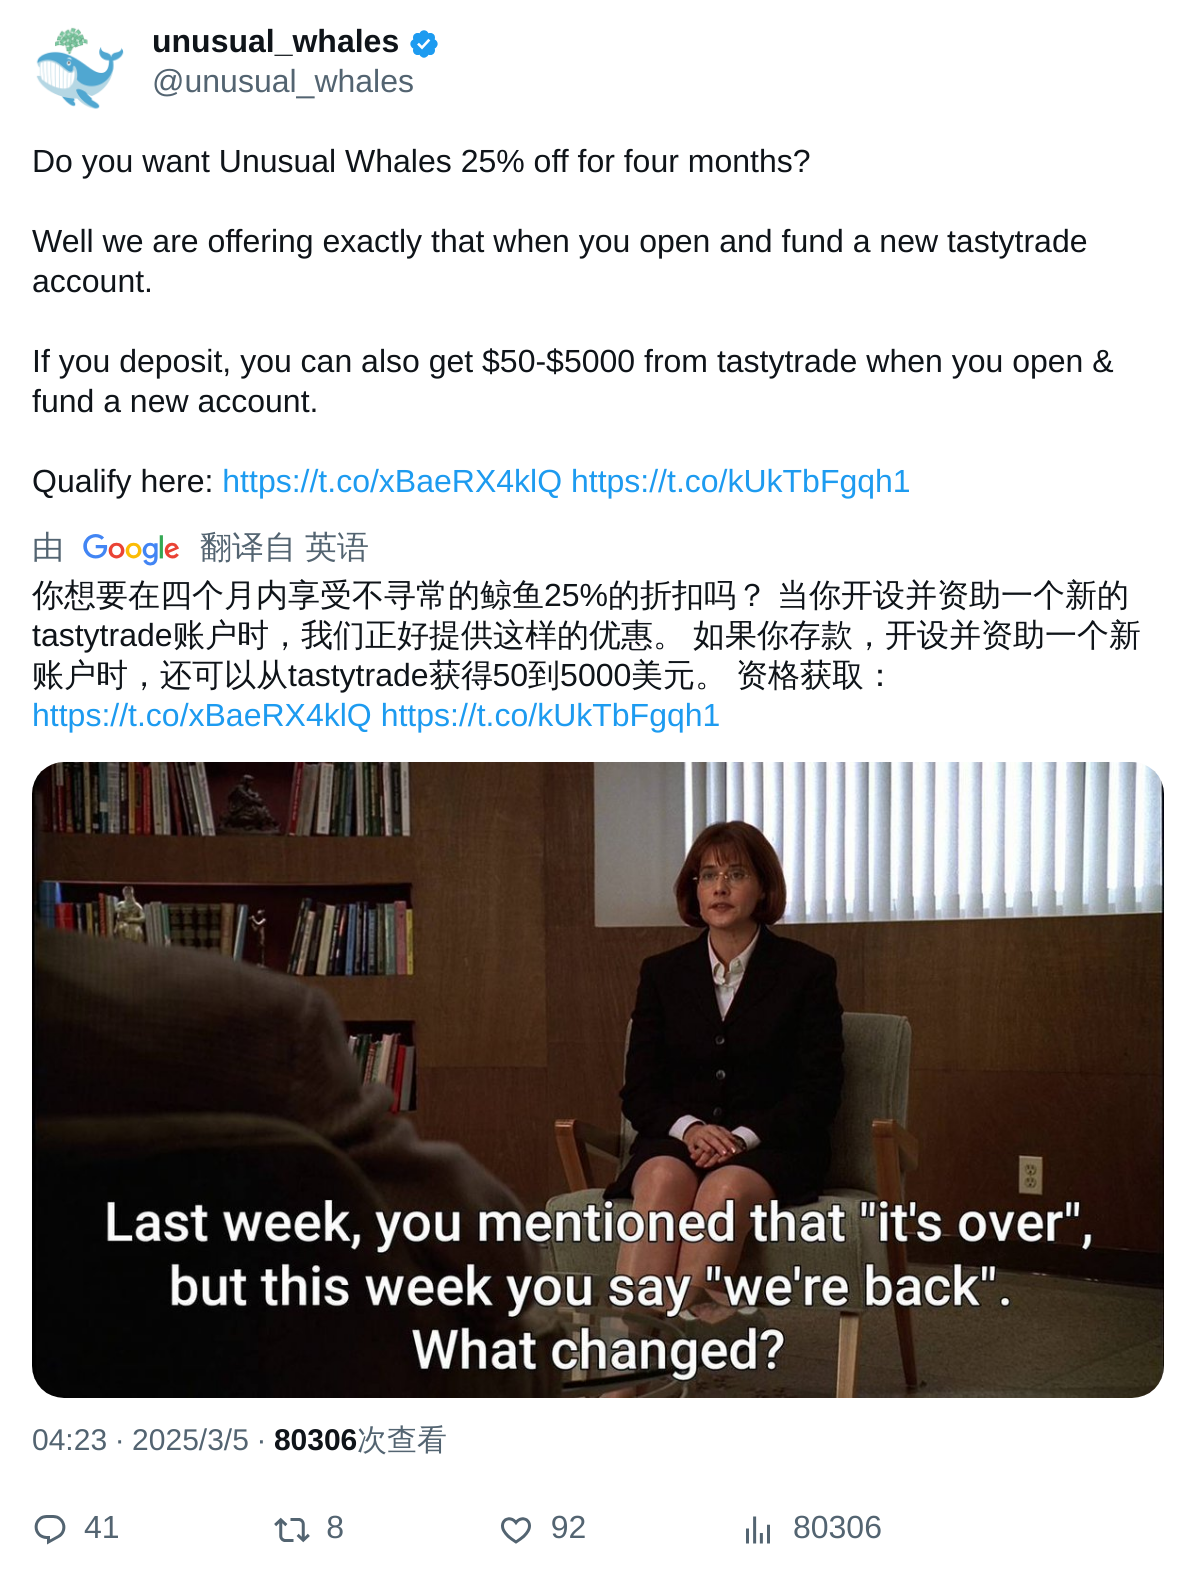 unusual_whales
@unusual_whales
Do you want Unusual Whales 25% off for four months?
Well we are offering exactly that when you open and fund a new tastytrade
account.
If you deposit, you can also get $50-$5000 from tastytrade when you open &
fund a new account.
Qualify here: https://t.co/xBaeRX4klQ https://t.co/kUkTbFgqh1
由 Google 翻译自 英语
你想要在四个月内享受不寻常的鲸鱼25%的折扣吗？ 当你开设并资助一个新的
tastytrade账户时，我们正好提供这样的优惠。 如果你存款，开设并资助一个新
账户时，还可以从tastytrade获得50到5000美元。 资格获取：
https://t.co/xBaeRX4klQ https://t.co/kUkTbFgqh1
Last week, you mentioned that "it's over",
but this week you say "we're back".
What changed?
04:23 · 2025/3/5 · 80306次查看
41 8 92 80306